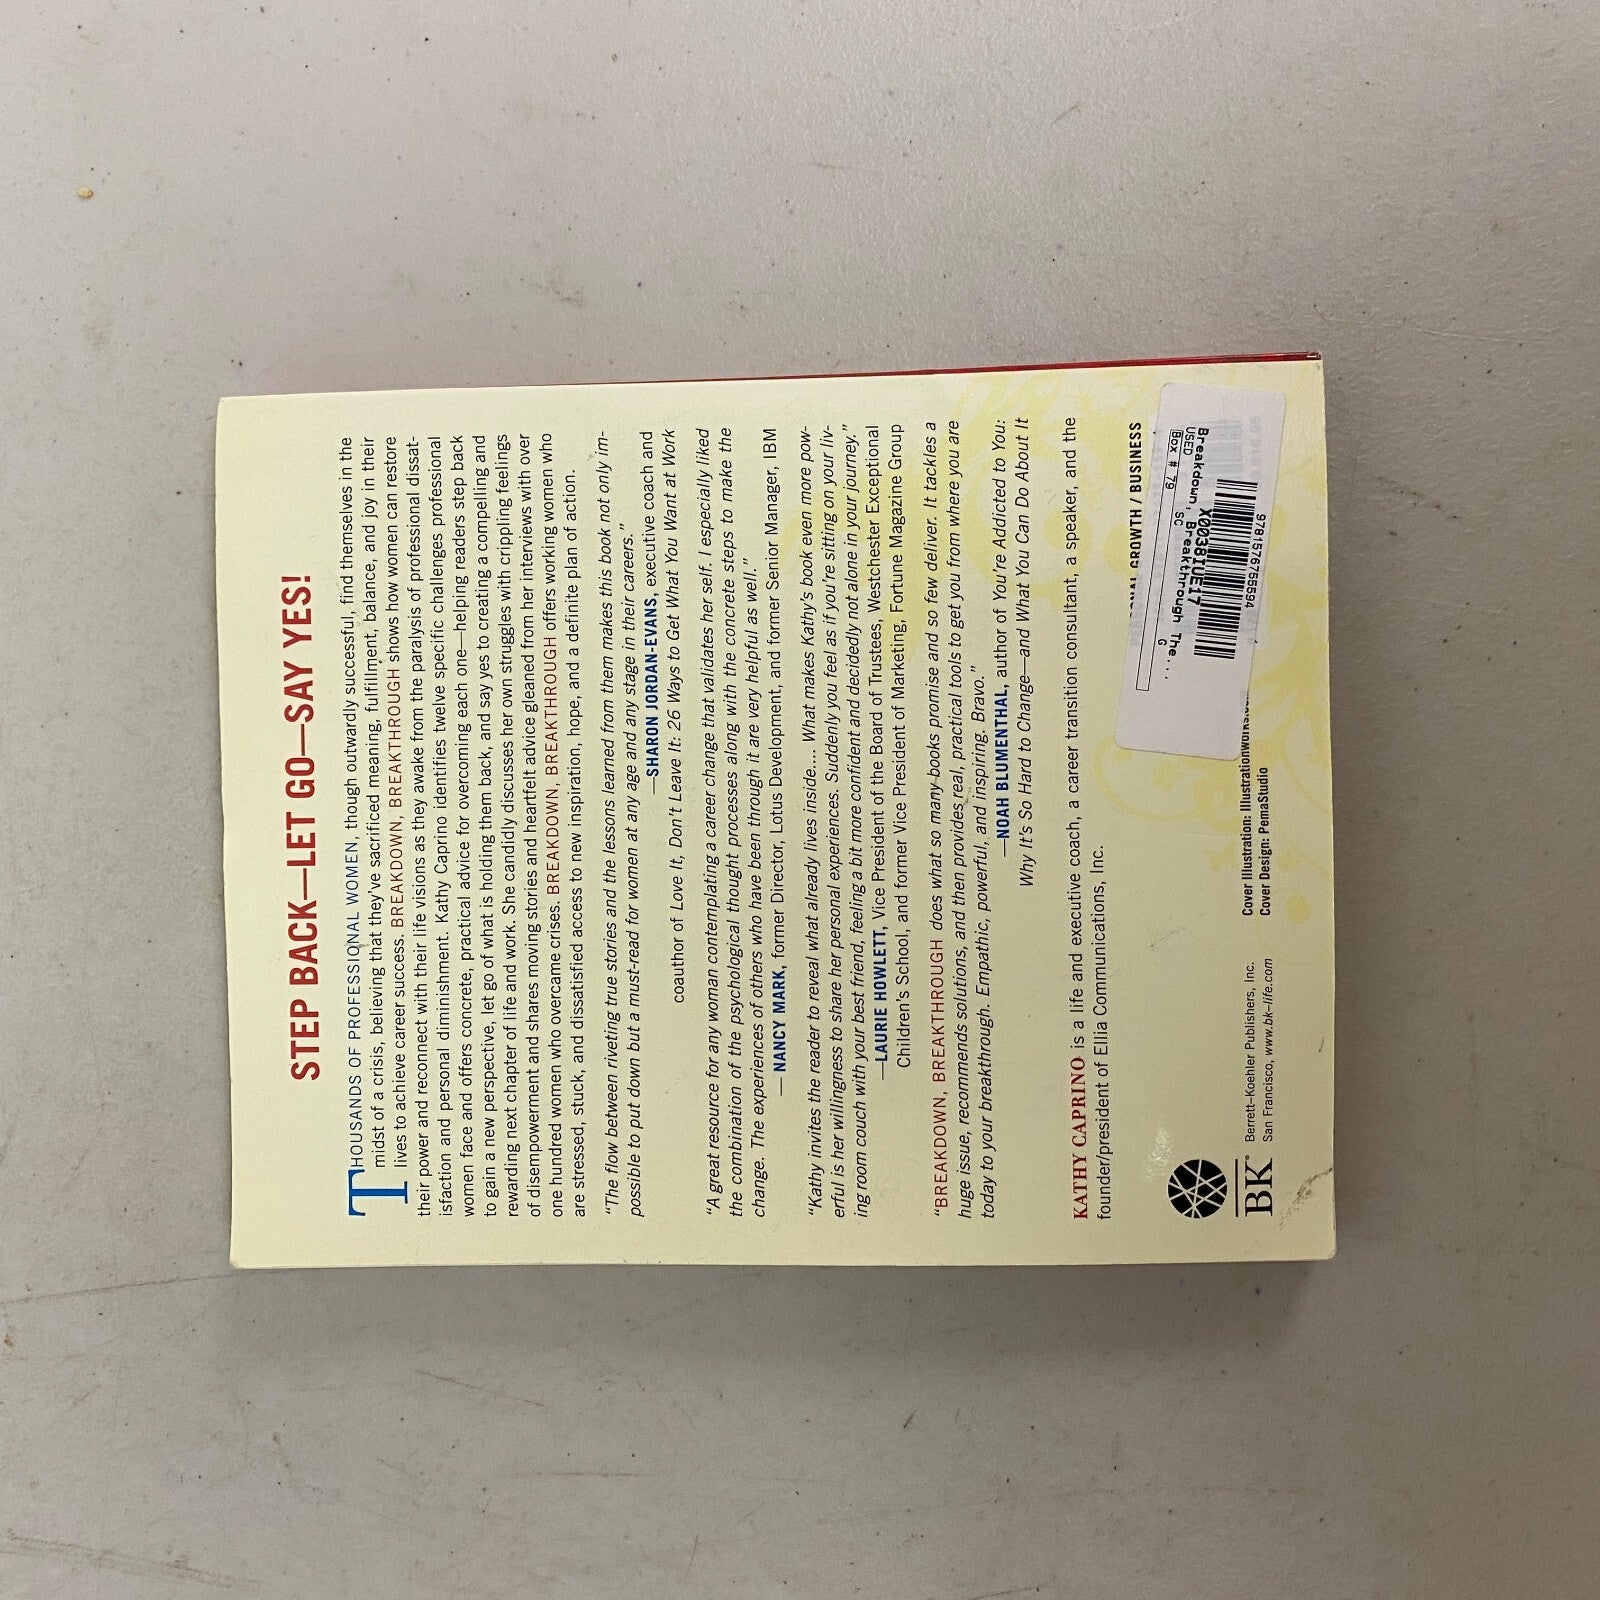 STEP BACK—LET GO—SAY YES!
THOUSANDS OF PROFESSIONAL WOMEN, though outwardly successful, find themselves in the
midst of a crisis, believing that they've sacrificed meaning, fulfillment, balance, and joy in their
lives to achieve career success. BREAKDOWN, BREAKTHROUGH shows how women can restore
their power and reconnect with their life visions as they awake from the paralysis of professional dissat-
isfaction and personal diminishment. Kathy Caprino identifies twelve specific challenges professional
women face and offers concrete, practical advice for overcoming each one—helping readers step back
to gain a new perspective, let go of what is holding them back, and say yes to creating a compelling and
rewarding next chapter of life and work. She candidly discusses her own struggles with crippling feelings
of disempowerment and shares moving stories and heartfelt advice gleaned from her interviews with over
one hundred women who overcame crises. BREAKDOWN, BREAKTHROUGH offers working women who
are stressed, stuck, and dissatisfied access to new inspiration, hope, and a definite plan of action.
"The flow between riveting true stories and the lessons learned from them makes this book not only im-
possible to put down but a must-read for women at any age and any stage in their careers."
—SHARON JORDAN-EVANS, executive coach and
coauthor of Love It, Don't Leave It: 26 Ways to Get What You Want at Work
"A great resource for any woman contemplating a career change that validates her self. I especially liked
the combination of the psychological thought processes along with the concrete steps to make the
change. The experiences of others who have been through it are very helpful as well."
— NANCY MARK, former Director, Lotus Development, and former Senior Manager, IBM
"Kathy invites the reader to reveal what already lives inside.... What makes Kathy's book even more pow-
erful is her willingness to share her personal experiences. Suddenly you feel as if you're sitting on your liv-
ing room couch with your best friend, feeling a bit more confident and decidedly not alone in your journey."
—LAURIE HOWLETT, Vice President of the Board of Trustees, Westchester Exceptional
Children's School, and former Vice President of Marketing, Fortune Magazine Group
"BREAKDOWN, BREAKTHROUGH does what so many books promise and so few deliver. It tackles a
huge issue, recommends solutions, and then provides real, practical tools to get you from where you are
today to your breakthrough. Empathic, powerful, and inspiring. Bravo."
—NOAH BLUMENTHAL, author of You're Addicted to You:
Why It's So Hard to Change—and What You Can Do About It
KATHY CAPRINO is a life and executive coach, a career transition consultant, a speaker, and the
founder/president of Ellia Communications, Inc.
GROWTH / BUSINESS
BK
Berrett–Koehler Publishers, Inc.
San Francisco, www.bk-life.com
Cover Illustration: Illustrationworks.
Cover Design: PemaStudio
9781576755594
X0038IUE17
Breakdown, Breakthrough The....
USED SC G
Box # 79